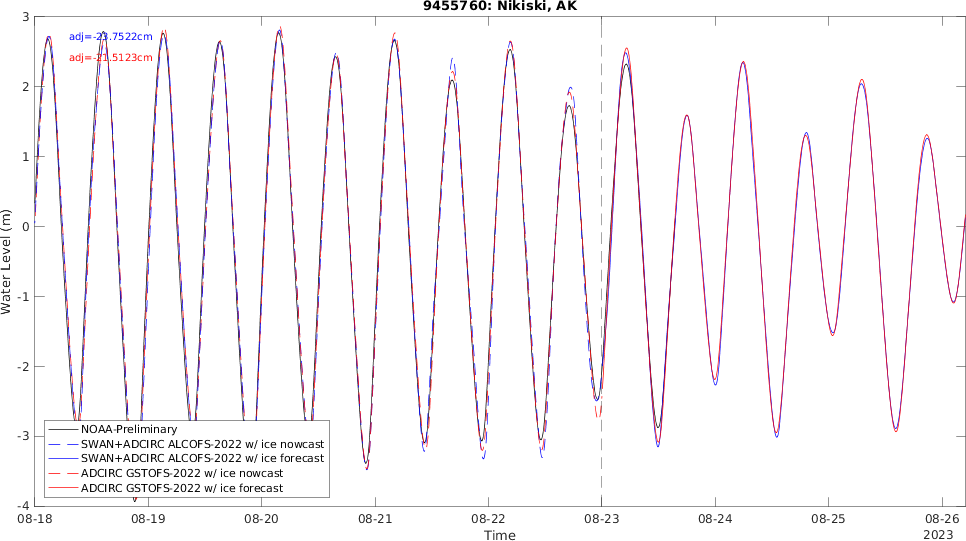 9455760: Nikiski, AK
adj=-23.7522cm
adj=-21.5123cm
Water Level (m)
3
2
1
0
-1
-2
-3
-4
NOAA-Preliminary
SWAN+ADCIRC ALCOFS-2022 w/ ice nowcast
SWAN+ADCIRC ALCOFS-2022 w/ ice forecast
ADCIRC GSTOFS-2022 w/ ice nowcast
ADCIRC GSTOFS-2022 w/ ice forecast
08-18 08-19 08-20 08-21 08-22 08-23 08-24 08-25 08-26
Time
2023